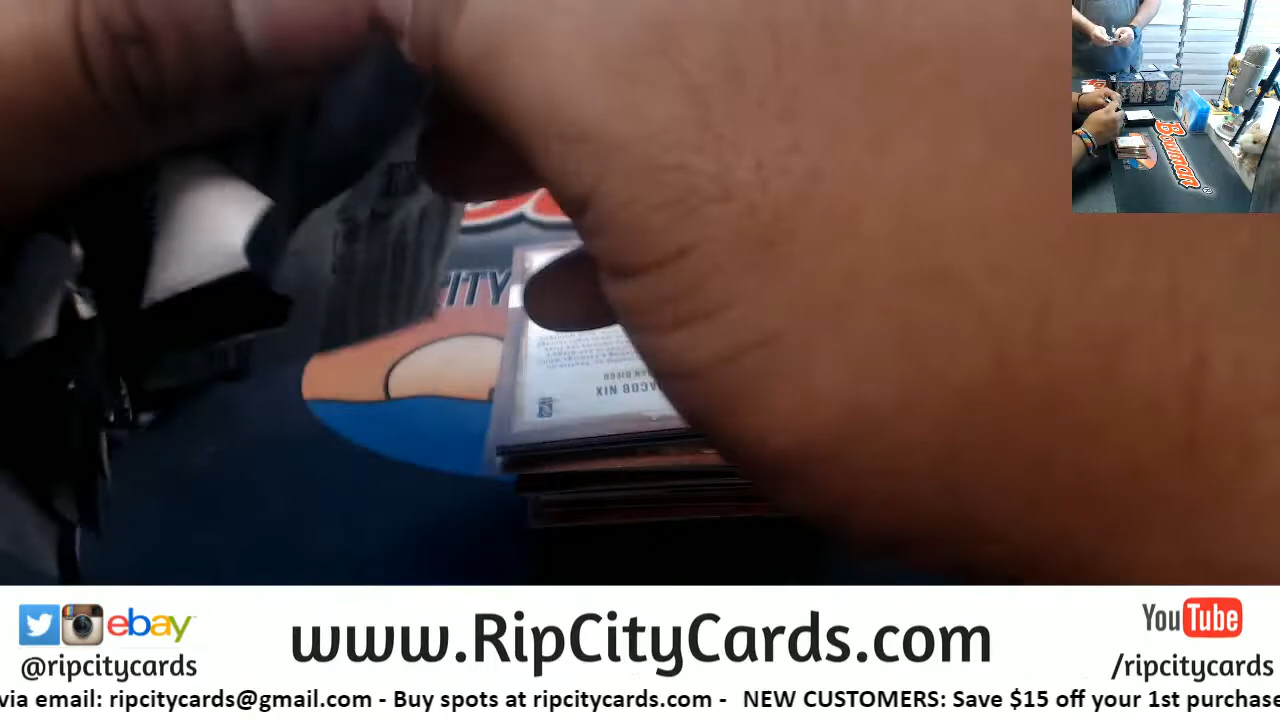 Bowman
®
ITY
JACOB NIX
ebay
www.RipCityCards.com
YouTube
@ripcitycards
/ripcitycards
via email: ripcitycards@gmail.com - Buy spots at ripcitycards.com - NEW CUSTOMERS: Save $15 off your 1st purchase